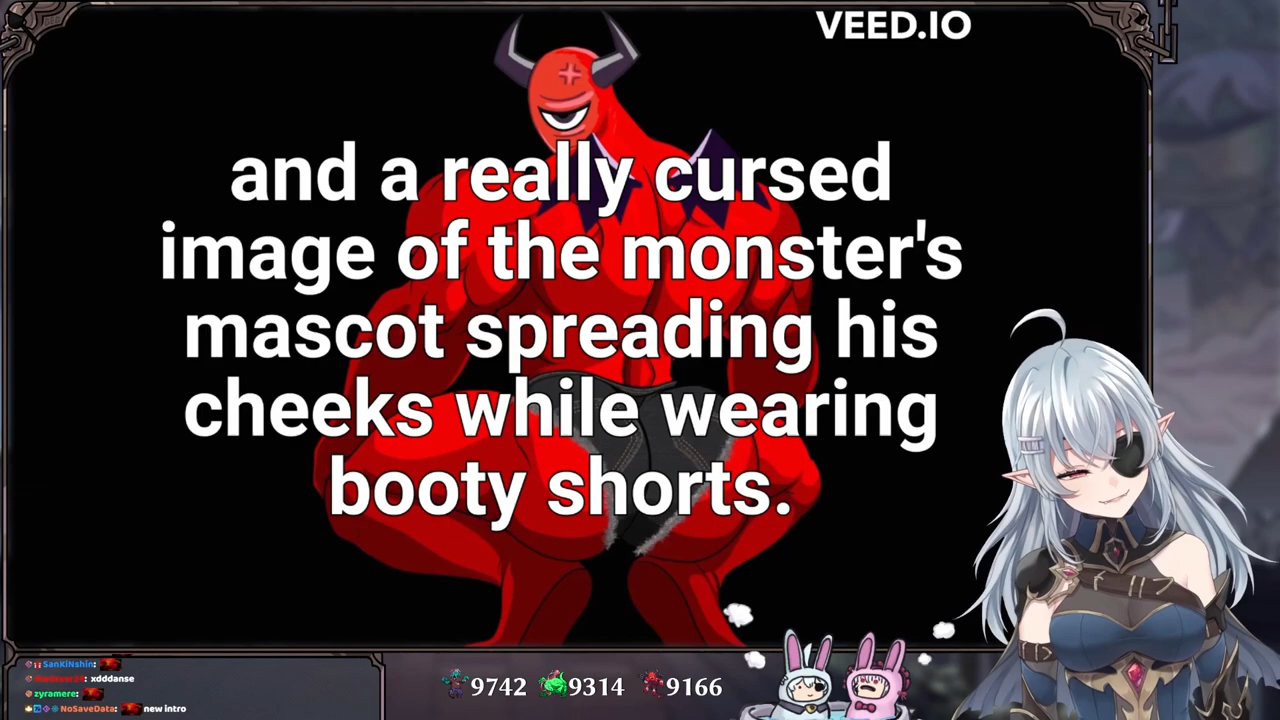 VEED.IO
and a really cursed
image of the monster's
mascot spreading his
cheeks while wearing
booty shorts.
SanKiNshin:
xdddanse
zyramere:
NoSaveData: new intro
9742 9314 9166